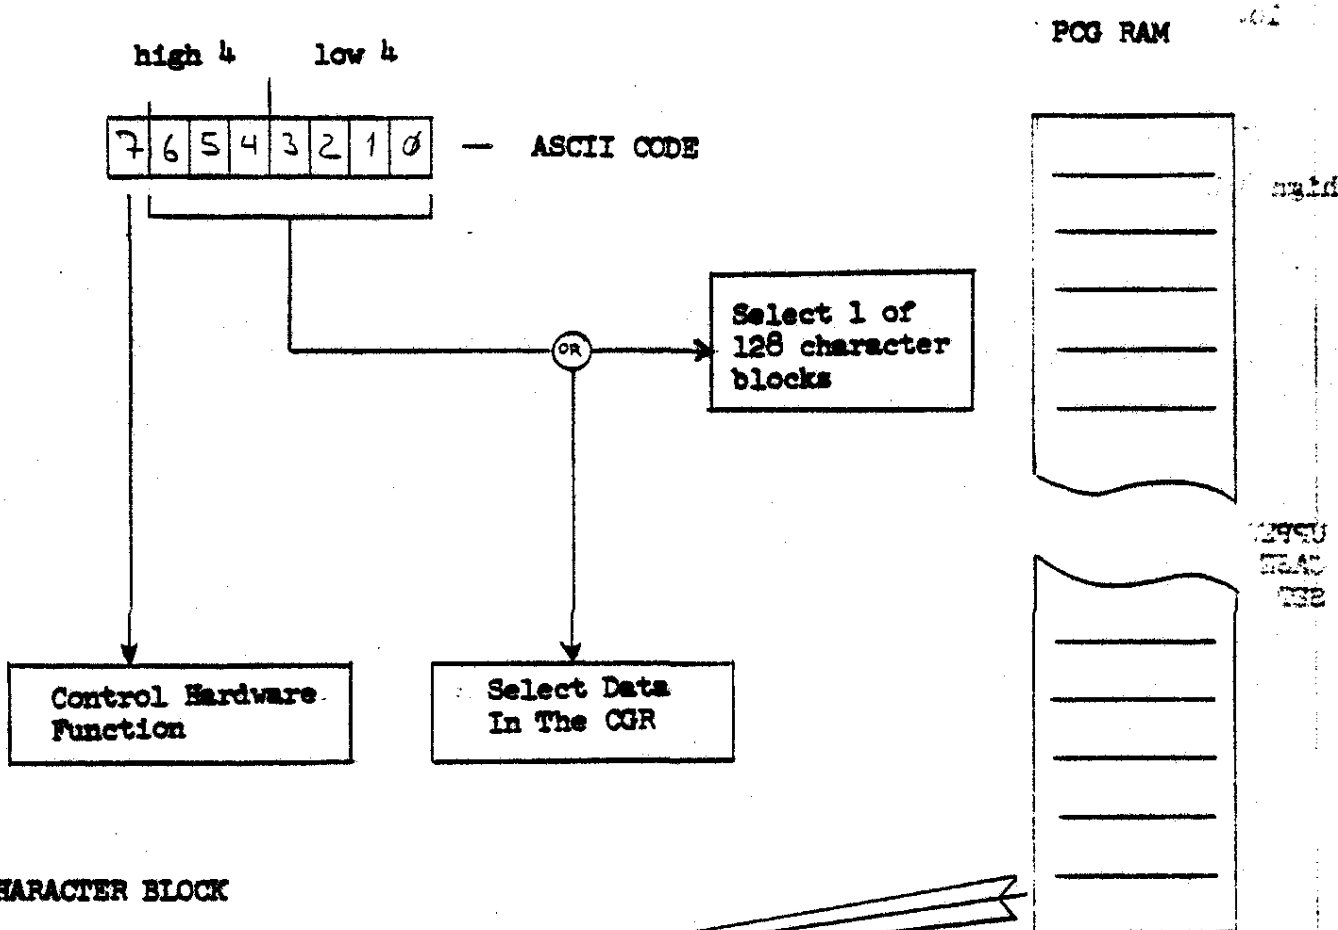 PCG RAM
high 4 low 4
7 6 5 4 3 2 1 0 — ASCII CODE
Select 1 of
128 character
blocks
OR
Control Hardware
Function
Select Data
In The CGR
HARACTER BLOCK